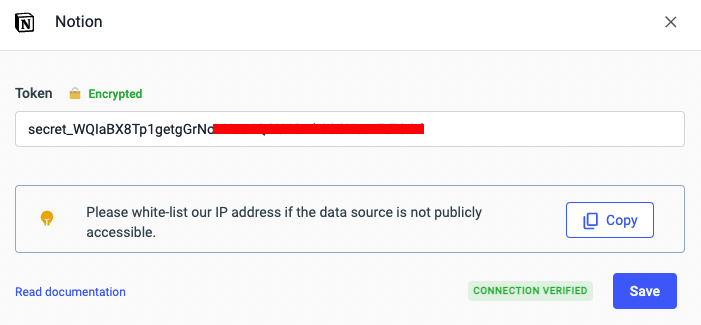 Notion
Token Encrypted
secret_WQIaBX8Tp1getgGrNo
Please white-list our IP address if the data source is not publicly
accessible.
Copy
Read documentation
CONNECTION VERIFIED
Save